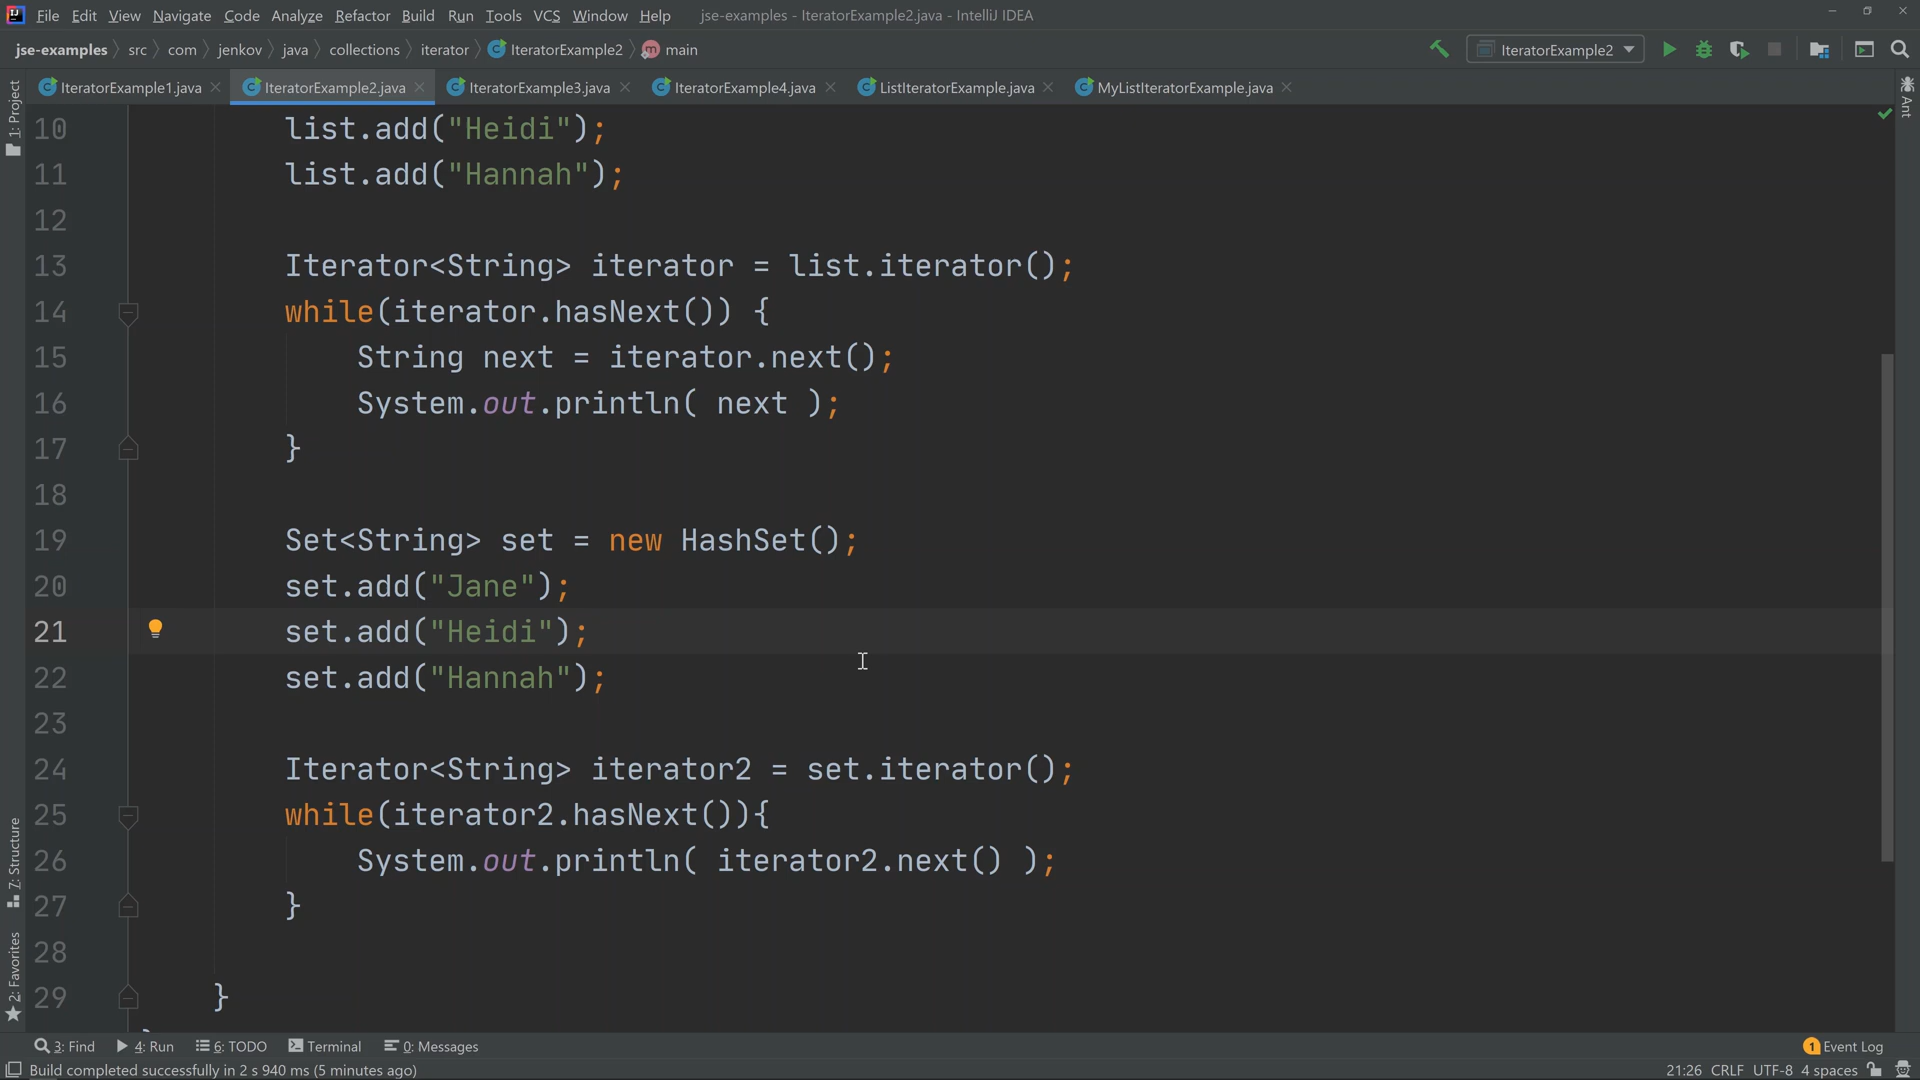 File Edit View Navigate Code Analyze Refactor Build Run Tools VCS Window Help jse-examples - IteratorExample2.java - IntelliJ IDEA
jse-examples src com jenkov java collections iterator IteratorExample2 main IteratorExample2
IteratorExample1.java IteratorExample2.java IteratorExample3.java IteratorExample4.java ListIteratorExample.java MyListIteratorExample.java
1: Project
Ant
10 list.add("Heidi");
11 list.add("Hannah");
12
13 Iterator<String> iterator = list.iterator();
14 while(iterator.hasNext()) {
15 String next = iterator.next();
16 System.out.println( next );
17 }
18
19 Set<String> set = new HashSet();
20 set.add("Jane");
21 set.add("Heidi");
22 set.add("Hannah");
23
24 Iterator<String> iterator2 = set.iterator();
25 while(iterator2.hasNext()){
26 System.out.println( iterator2.next() );
27 }
28
29 }
7: Structure
2: Favorites
3: Find 4: Run 6: TODO Terminal 0: Messages 1 Event Log
Build completed successfully in 2 s 940 ms (5 minutes ago) 21:26 CRLF UTF-8 4 spaces